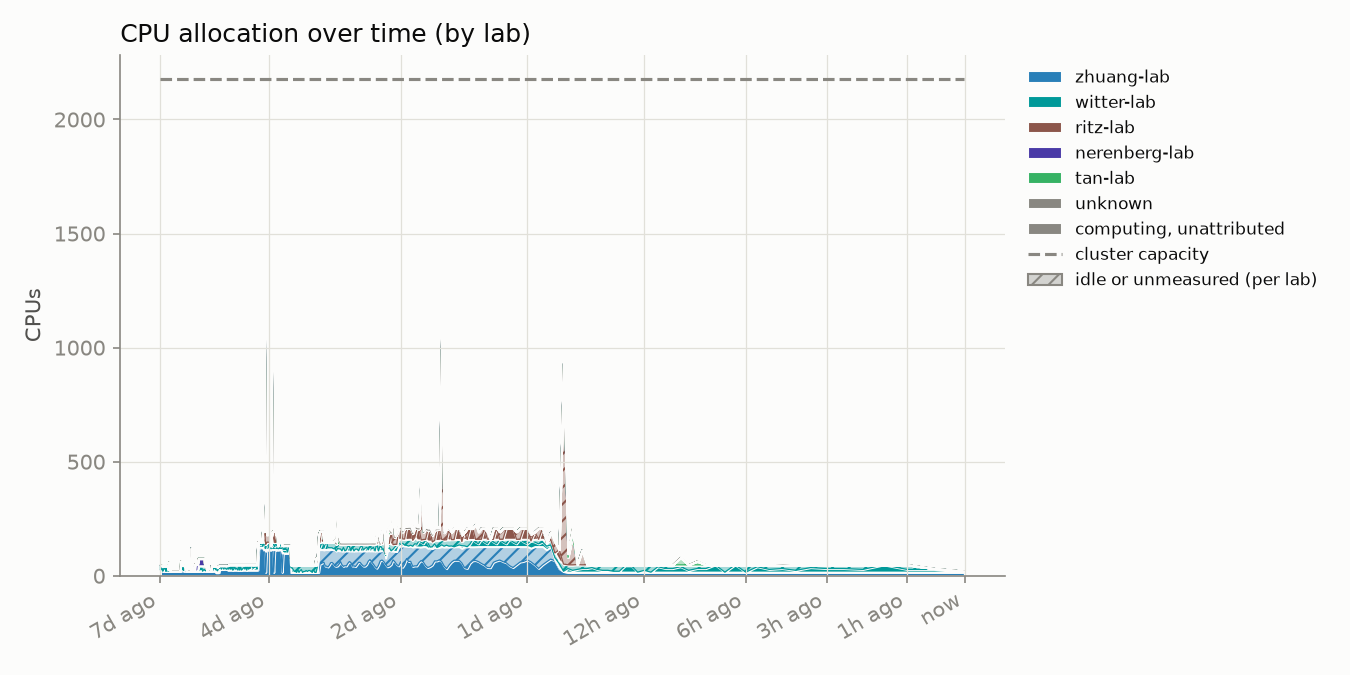 CPU allocation over time (by lab)
CPUs
2000
1500
1000
500
0
7d ago
4d ago
2d ago
1d ago
12h ago
6h ago
3h ago
1h ago
now
zhuang-lab
witter-lab
ritz-lab
nerenberg-lab
tan-lab
unknown
computing, unattributed
cluster capacity
idle or unmeasured (per lab)